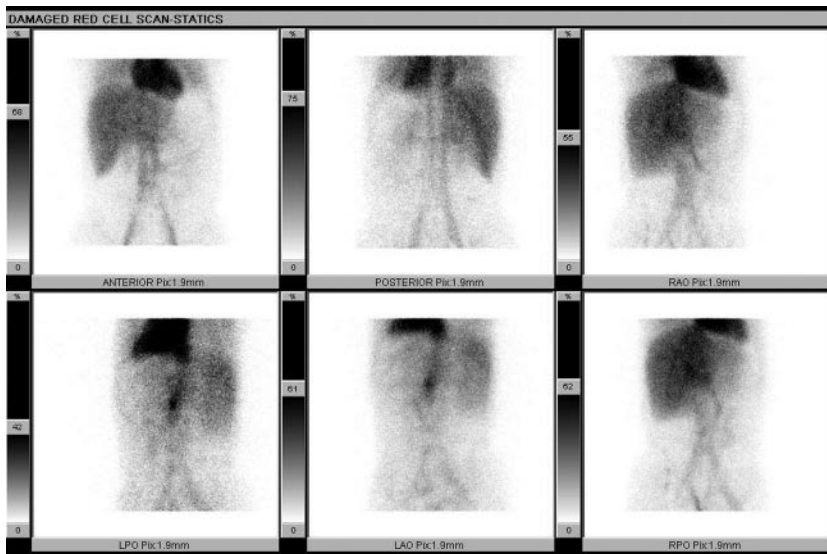 DAMAGED RED CELL SCAN-STATICS
%
68
0
ANTERIOR Pix:1.9mm
%
75
0
POSTERIOR Pix:1.9mm
%
55
0
RAO Pix:1.9mm
%
42
0
LPO Pix:1.9mm
%
61
0
LAO Pix:1.9mm
%
62
0
RPO Pix:1.9mm